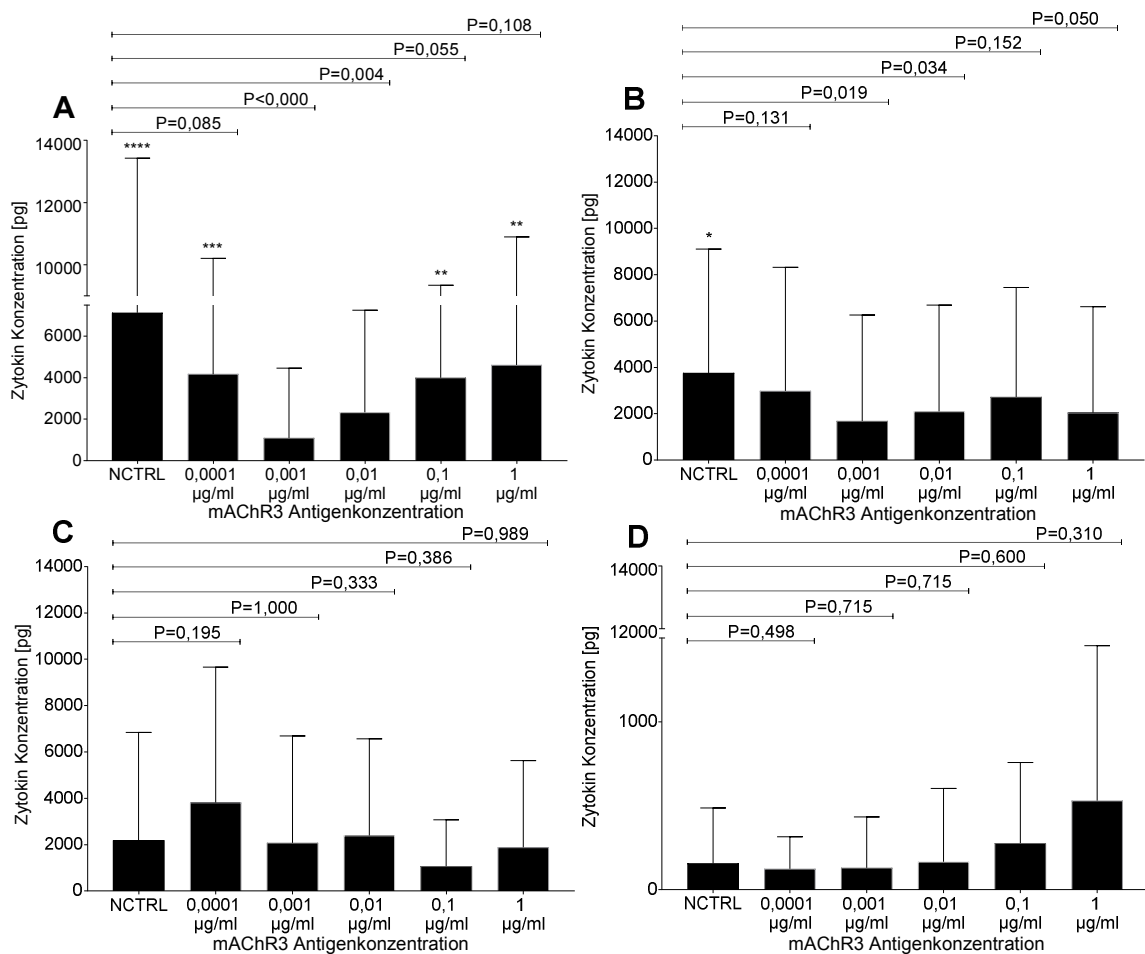 A
P=0,108
P=0,055
P=0,004
P<0,000
P=0,085
**** *** ** **
Zytokin Konzentration [pg]
14000
12000
10000
8000
6000
4000
2000
0
NCTRL 0,0001 0,001 0,01 0,1 1
µg/ml µg/ml µg/ml µg/ml µg/ml
mAChR3 Antigenkonzentration
B
P=0,050
P=0,152
P=0,034
P=0,019
P=0,131
*
Zytokin Konzentration [pg]
14000
12000
10000
8000
6000
4000
2000
0
NCTRL 0,0001 0,001 0,01 0,1 1
µg/ml µg/ml µg/ml µg/ml µg/ml
mAChR3 Antigenkonzentration
C
P=0,989
P=0,386
P=0,333
P=1,000
P=0,195
Zytokin Konzentration [pg]
14000
12000
10000
8000
6000
4000
2000
0
NCTRL 0,0001 0,001 0,01 0,1 1
µg/ml µg/ml µg/ml µg/ml µg/ml
mAChR3 Antigenkonzentration
D
P=0,310
P=0,600
P=0,715
P=0,715
P=0,498
Zytokin Konzentration [pg]
14000
12000
1000
0
NCTRL 0,0001 0,001 0,01 0,1 1
µg/ml µg/ml µg/ml µg/ml µg/ml
mAChR3 Antigenkonzentration